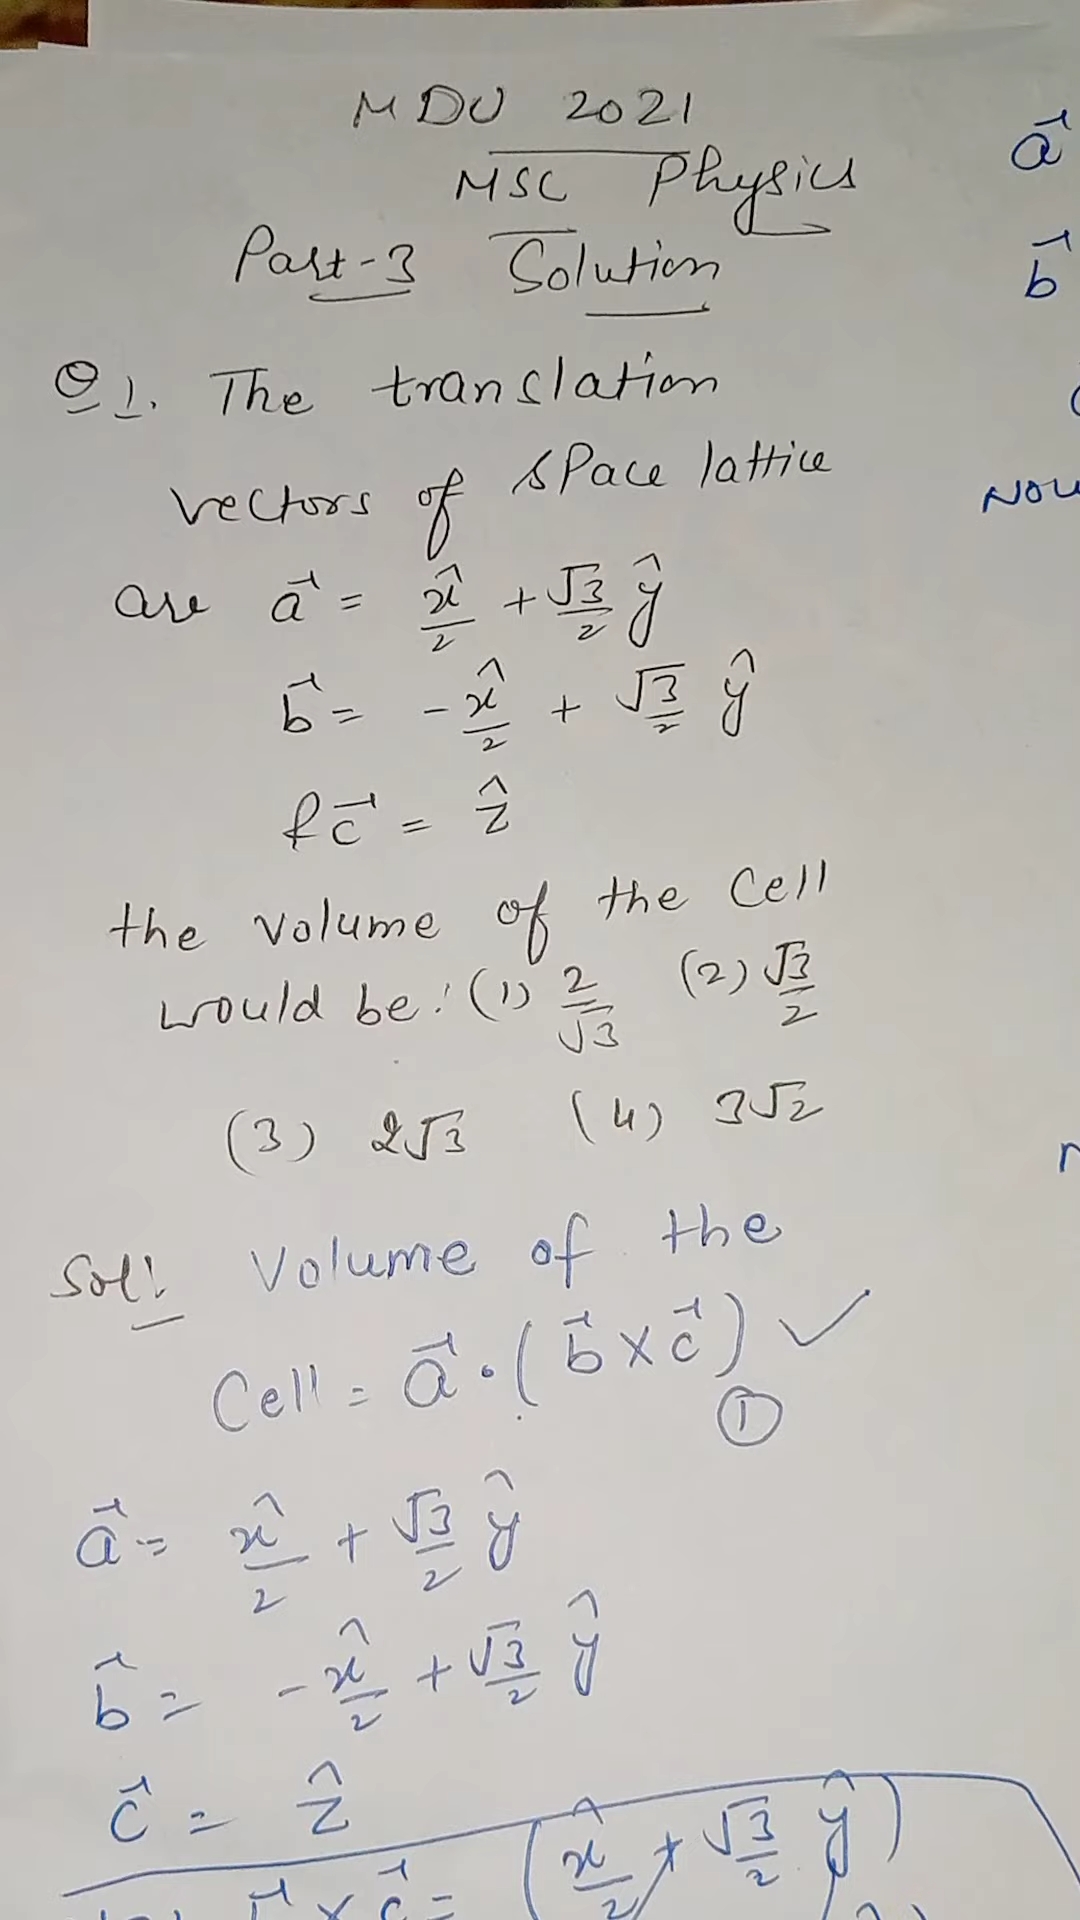 MDU 2021
MSC Physics
Part-3 Solution
Q1. The translation
vectors of space lattice
are a⃗ = x̂/2 + √3/2 ŷ
b⃗ = -x̂/2 + √3/2 ŷ
& c⃗ = ẑ
the volume of the Cell
would be: (1) 2/√3 (2) √3/2
(3) 2√3 (4) 3√2
Sol: Volume of the
Cell = a⃗ · (b⃗ × c⃗) ✓
①
a⃗ = x̂/2 + √3/2 ŷ
b⃗ = -x̂/2 + √3/2 ŷ
c⃗ = ẑ
b⃗ × c⃗ = (x̂/2 + √3/2 ŷ)
a⃗
b⃗